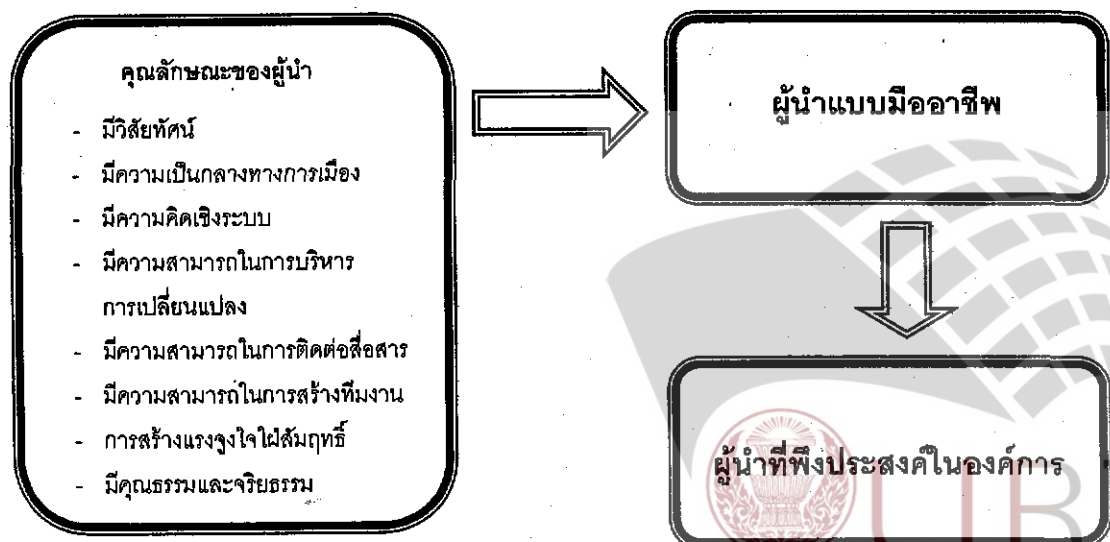 คุณลักษณะของผู้นำ
- มีวิสัยทัศน์
- มีความเป็นกลางทางการเมือง
- มีความคิดเชิงระบบ
- มีความสามารถในการบริหาร
การเปลี่ยนแปลง
- มีความสามารถในการติดต่อสื่อสาร
- มีความสามารถในการสร้างทีมงาน
- การสร้างแรงจูงใจใฝ่สัมฤทธิ์
- มีคุณธรรมและจริยธรรม
ผู้นำแบบมืออาชีพ
ผู้นำที่พึงประสงค์ในองค์การ